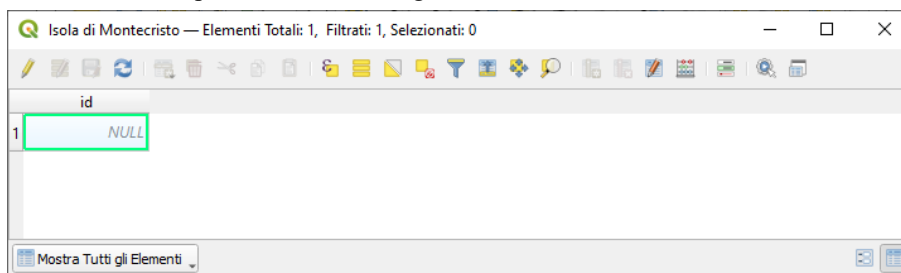 Isola di Montecristo — Elementi Totali: 1, Filtrati: 1, Selezionati: 0
id
1 NULL
Mostra Tutti gli Elementi